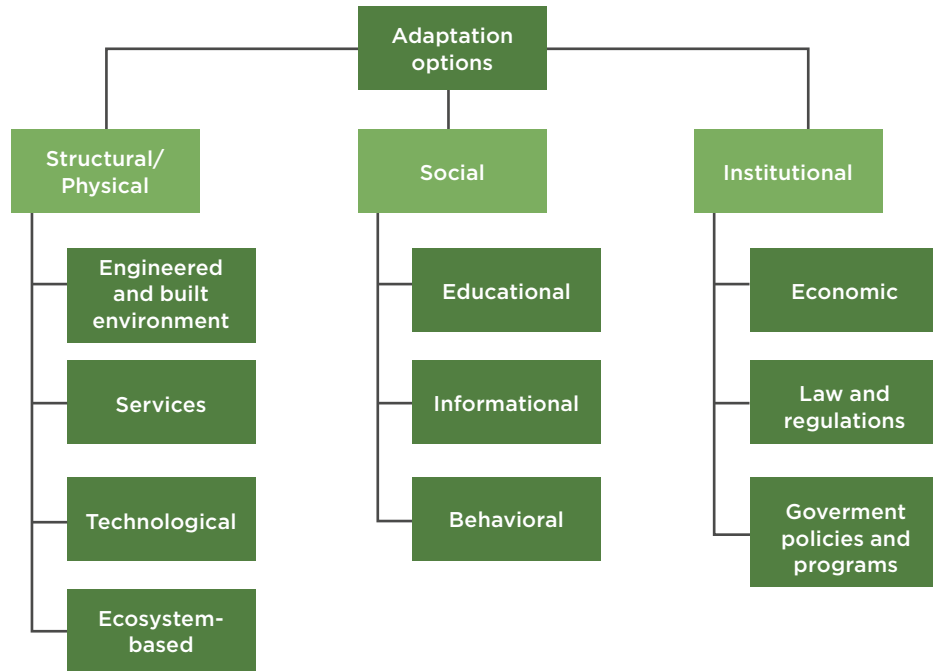 Adaptation
options
Structural/
Physical
Social
Institutional
Engineered
and built
environment
Services
Technological
Ecosystem-
based
Educational
Informational
Behavioral
Economic
Law and
regulations
Goverment
policies and
programs